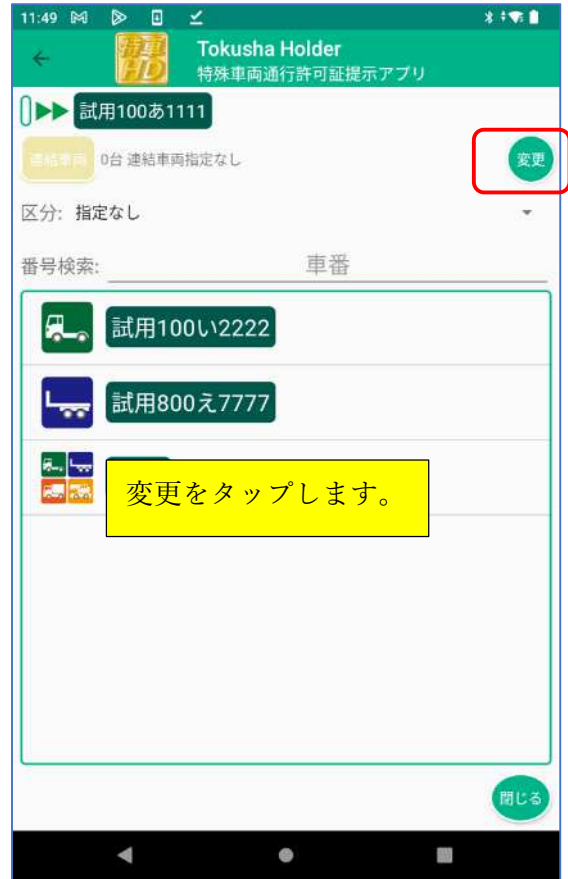 11:49
特車
HD
Tokusha Holder
特殊車両通行許可証提示アプリ
試用100あ1111
連結車両 0台 連結車両指定なし
変更
区分: 指定なし
番号検索: 車番
試用100い2222
試用800え7777
変更をタップします。
閉じる